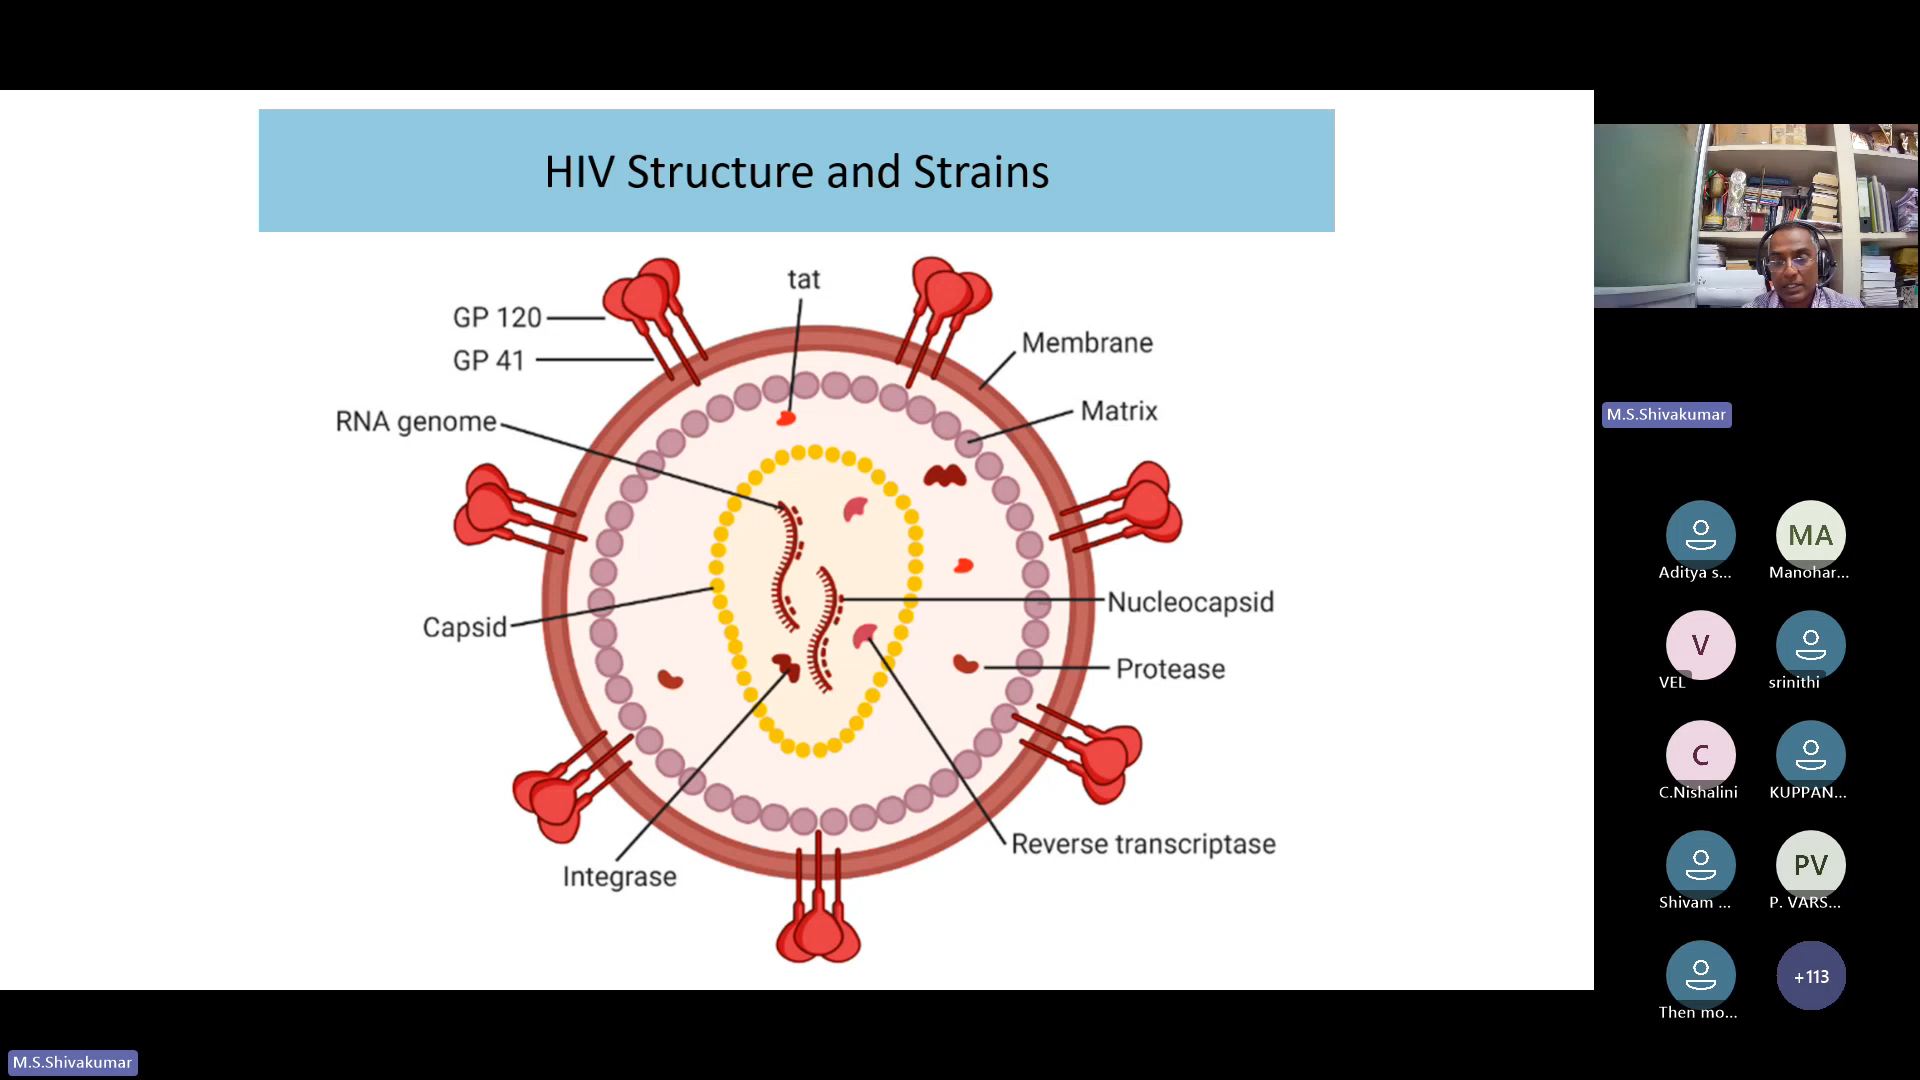 HIV Structure and Strains
tat
GP 120
GP 41
Membrane
Matrix
RNA genome
Capsid
Nucleocapsid
Protease
Reverse transcriptase
Integrase
M.S.Shivakumar
Aditya s...
MA
Manohar...
V
VEL
srinithi
C
C.Nishalini
KUPPAN...
Shivam ...
PV
P. VARS...
Then mo...
+113
M.S.Shivakumar